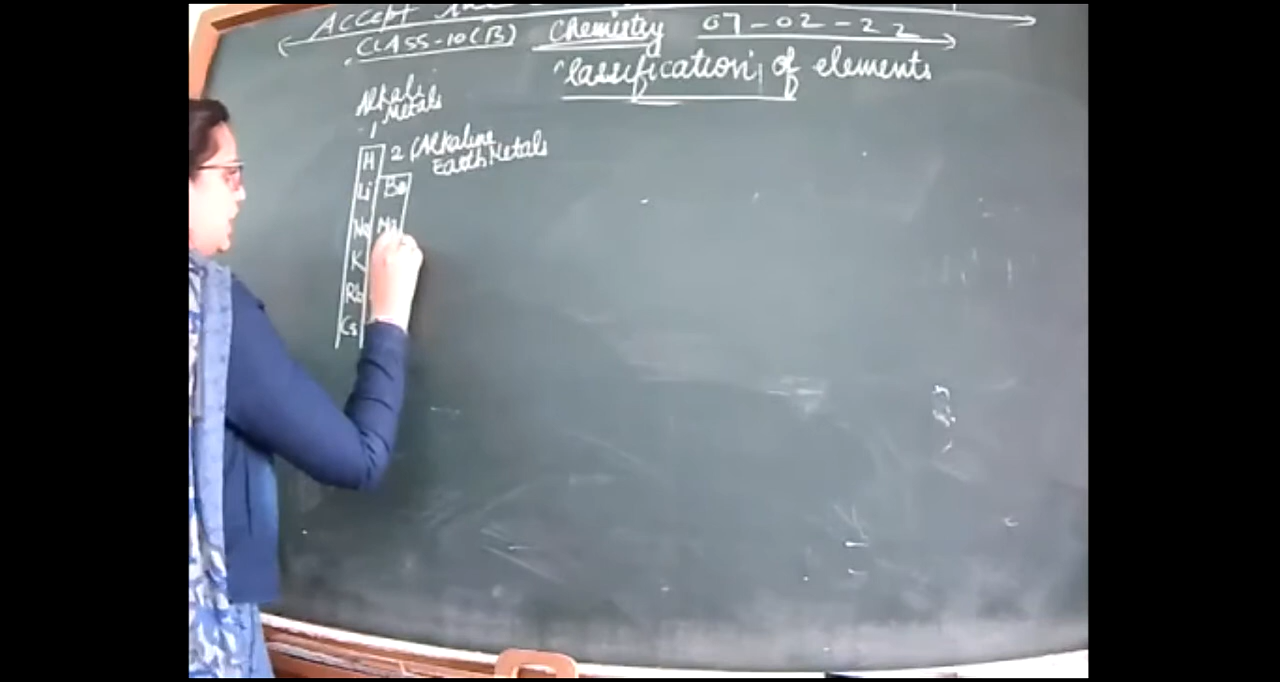 Accept the
CLASS-10(B) Chemistry 07-02-22
Classification of elements
Alkali
Metals
1
H 2 (Alkaline
Earth Metals
Li Be
Na Mg
K
Rb
Cs